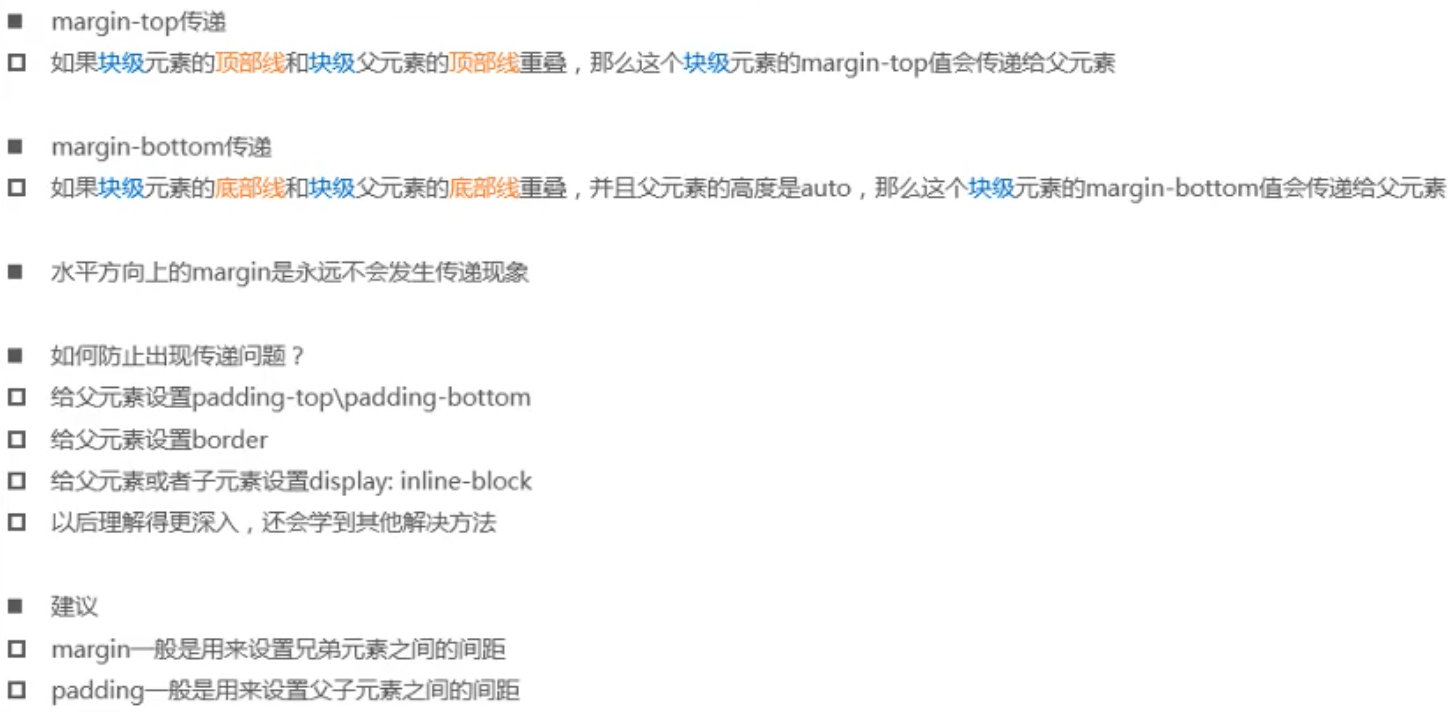 ■ margin-top传递
□ 如果块级元素的顶部线和块级父元素的顶部线重叠，那么这个块级元素的margin-top值会传递给父元素
■ margin-bottom传递
□ 如果块级元素的底部线和块级父元素的底部线重叠，并且父元素的高度是auto，那么这个块级元素的margin-bottom值会传递给父元素
■ 水平方向上的margin是永远不会发生传递现象
■ 如何防止出现传递问题？
□ 给父元素设置padding-top\padding-bottom
□ 给父元素设置border
□ 给父元素或者子元素设置display: inline-block
□ 以后理解得更深入，还会学到其他解决方法
■ 建议
□ margin一般是用来设置兄弟元素之间的间距
□ padding一般是用来设置父子元素之间的间距